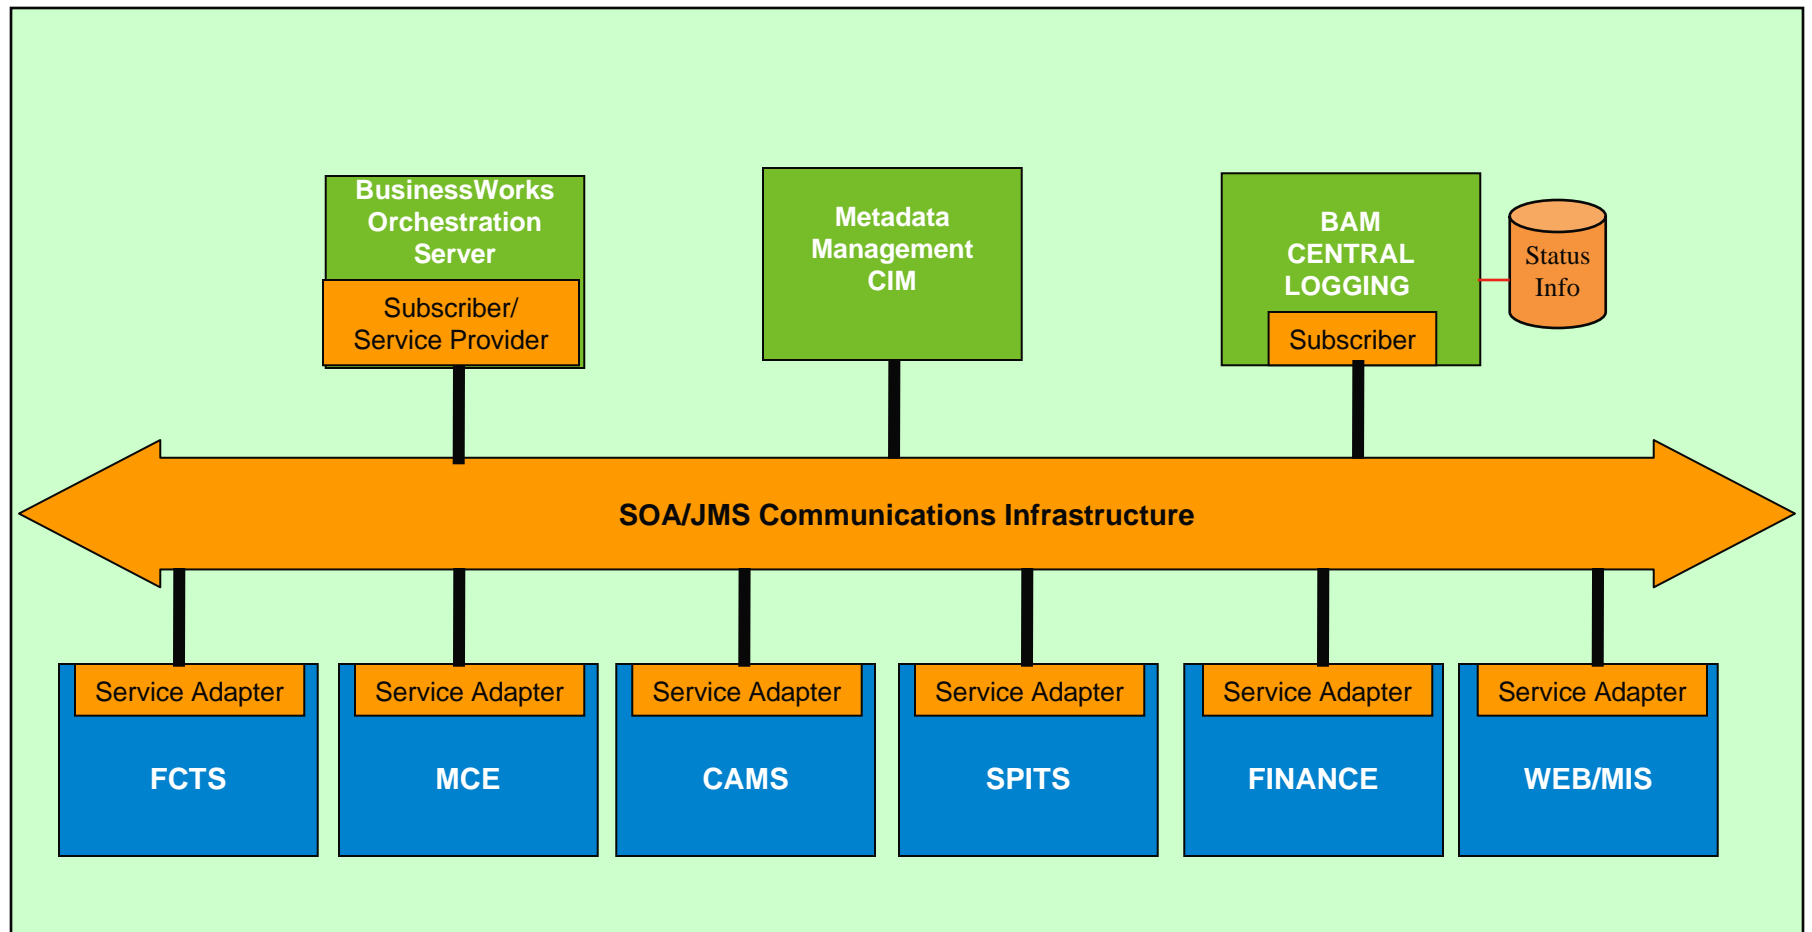 BusinessWorks
Orchestration
Server
Subscriber/
Service Provider
Metadada
Management
CIM
BAM
CENTRAL
LOGGING
Subscriber
Status
Info
SOA/JMS Communications Infrastructure
Service Adapter
FCTS
Service Adapter
MCE
Service Adapter
CAMS
Service Adapter
SPITS
Service Adapter
FINANCE
Service Adapter
WEB/MIS